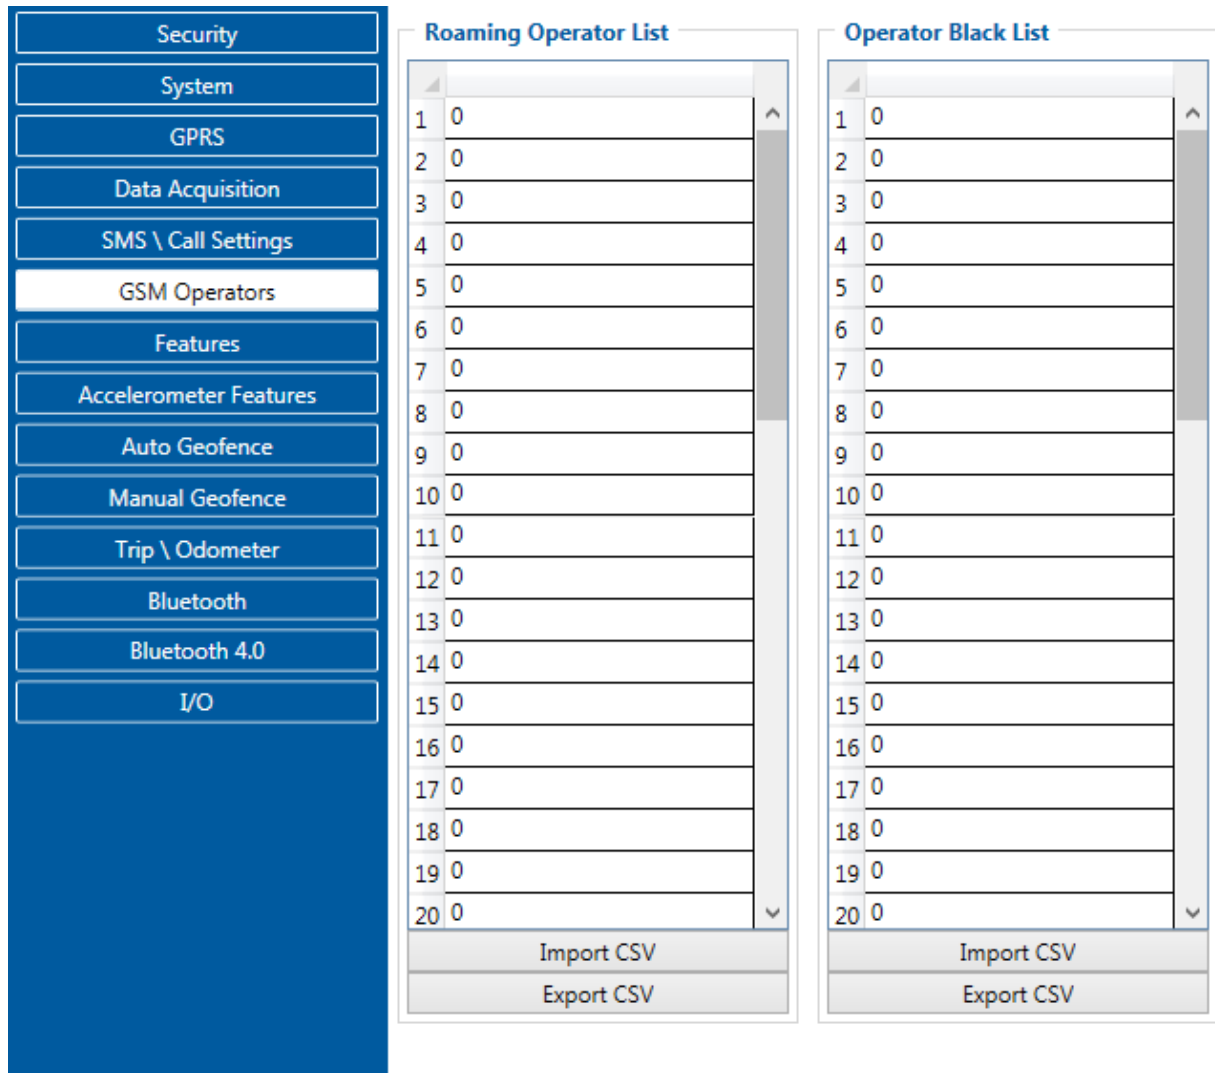 Security
System
GPRS
Data Acquisition
SMS \ Call Settings
GSM Operators
Features
Accelerometer Features
Auto Geofence
Manual Geofence
Trip \ Odometer
Bluetooth
Bluetooth 4.0
I/O
Roaming Operator List
1 0
2 0
3 0
4 0
5 0
6 0
7 0
8 0
9 0
10 0
11 0
12 0
13 0
14 0
15 0
16 0
17 0
18 0
19 0
20 0
Import CSV
Export CSV
Operator Black List
1 0
2 0
3 0
4 0
5 0
6 0
7 0
8 0
9 0
10 0
11 0
12 0
13 0
14 0
15 0
16 0
17 0
18 0
19 0
20 0
Import CSV
Export CSV